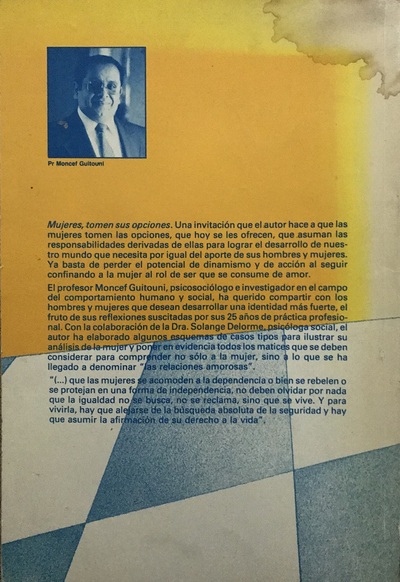 Pr Moncef Guitouni
Mujeres, tomen sus opciones. Una invitación que el autor hace a que las
mujeres tomen las opciones, que hoy se les ofrecen, que asuman las
responsabilidades derivadas de ellas para lograr el desarrollo de nues-
tro mundo que necesita por igual del aporte de sus hombres y mujeres.
Ya basta de perder el potencial de dinamismo y de acción al seguir
confinando a la mujer al rol de ser que se consume de amor.
El profesor Moncef Guitouni, psicosociólogo e investigador en el campo
del comportamiento humano y social, ha querido compartir con los
hombres y mujeres que desean desarrollar una identidad más fuerte, el
fruto de sus reflexiones suscitadas por sus 25 años de práctica profesio-
nal. Con la colaboración de la Dra. Solange Delorme, psicóloga social, el
autor ha elaborado algunos esquemas de casos tipos para ilustrar su
análisis de la mujer y poner en evidencia todos los matices que se deben
considerar para comprender no sólo a la mujer, sino a lo que se ha
llegado a denominar "las relaciones amorosas".
"(...) que las mujeres se acomoden a la dependencia o bien se rebelen o
se protejan en una forma de independencia, no deben olvidar por nada
que la igualdad no se busca, no se reclama, sino que se vive. Y para
vivirla, hay que alejarse de la búsqueda absoluta de la seguridad y hay
que asumir la afirmación de su derecho a la vida".